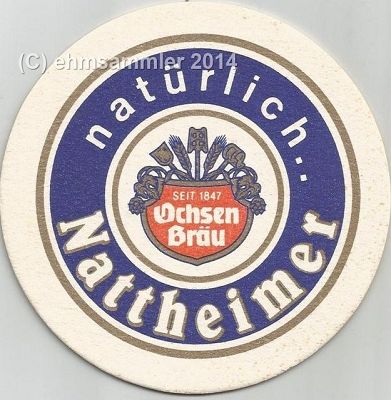 (C) ehmsammler 2014
natürlich..
SEIT 1847
Ochsen
Bräu
Nattheimer